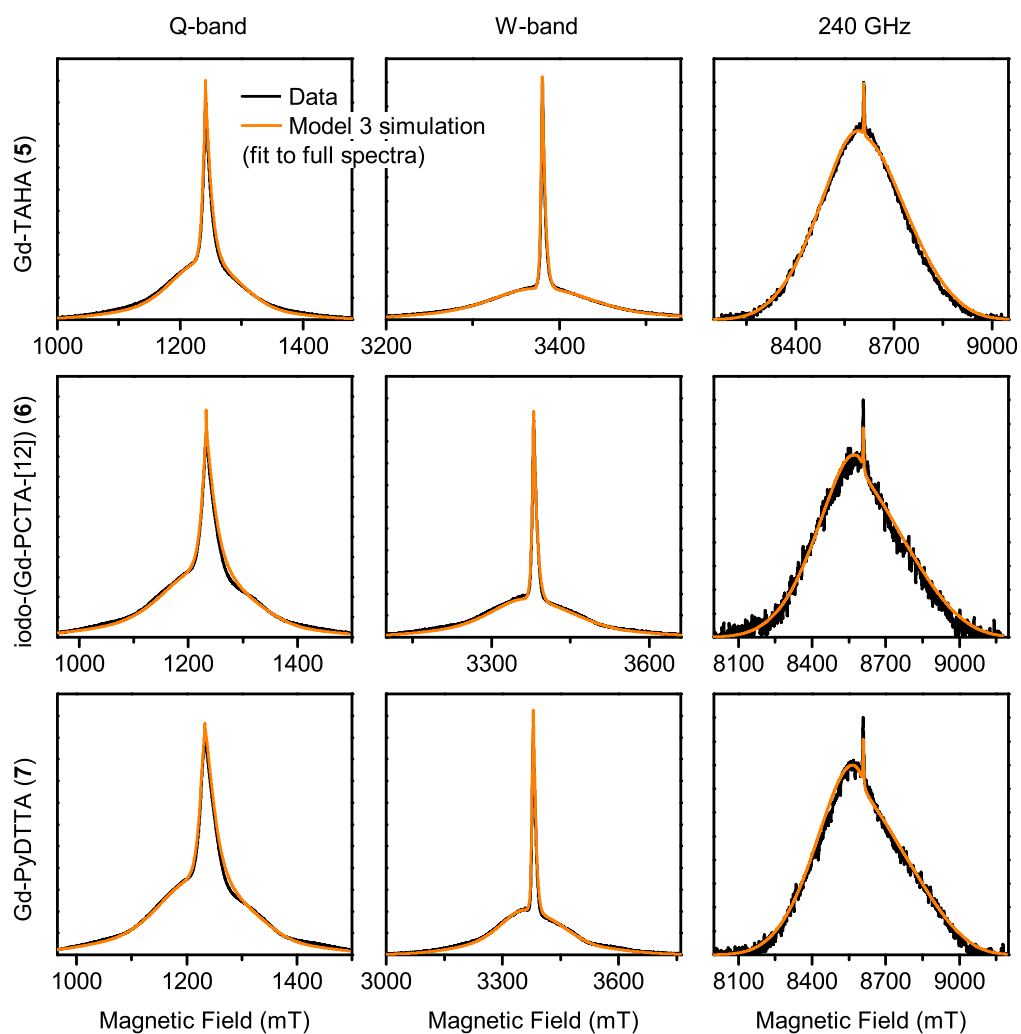 Q-band
W-band
240 GHz
Gd-TAHA (5)
Data
Model 3 simulation
(fit to full spectra)
1000
1200
1400
3200
3400
8400
8700
9000
iodo-(Gd-PCTA-[12]) (6)
1000
1200
1400
3300
3600
8100
8400
8700
9000
Gd-PyDTTA (7)
1000
1200
1400
3000
3300
3600
8100
8400
8700
9000
Magnetic Field (mT)
Magnetic Field (mT)
Magnetic Field (mT)